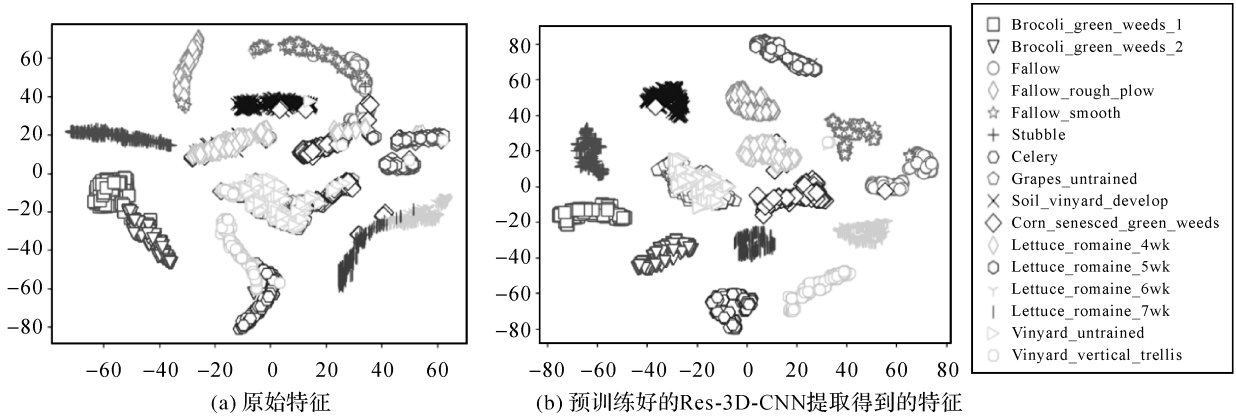 60
40
20
0
−20
−40
−60
−80
−60 −40 −20 0 20 40 60
(a) 原始特征
80
60
40
20
0
−20
−40
−60
−80
−80 −60 −40 −20 0 20 40 60 80
(b) 预训练好的Res-3D-CNN提取得到的特征
Brocoli_green_weeds_1
Brocoli_green_weeds_2
Fallow
Fallow_rough_plow
Fallow_smooth
Stubble
Celery
Grapes_untrained
Soil_vinyard_develop
Corn_senesced_green_weeds
Lettuce_romaine_4wk
Lettuce_romaine_5wk
Lettuce_romaine_6wk
Lettuce_romaine_7wk
Vinyard_untrained
Vinyard_vertical_trellis